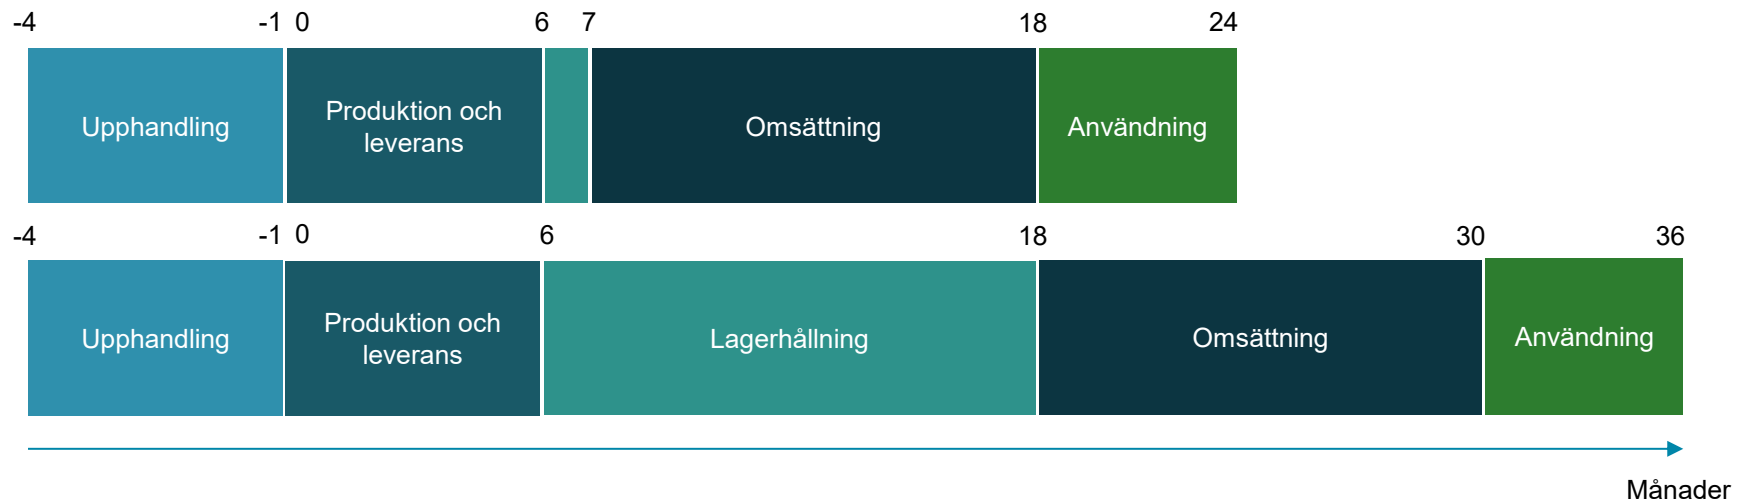 -4 -1 0 6 7 18 24
Upphandling
Produktion och
leverans
Omsättning
Användning
-4 -1 0 6 18 30 36
Upphandling
Produktion och
leverans
Lagerhållning
Omsättning
Användning
Månader